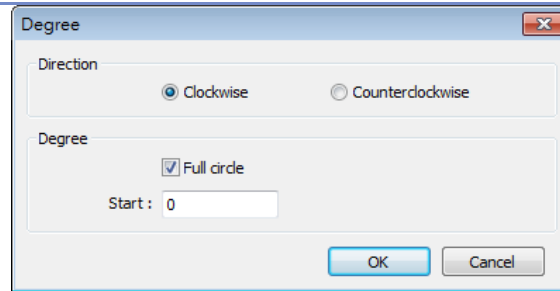 Degree
Direction
Clockwise Counterclockwise
Degree
Full circle
Start : 0
OK Cancel